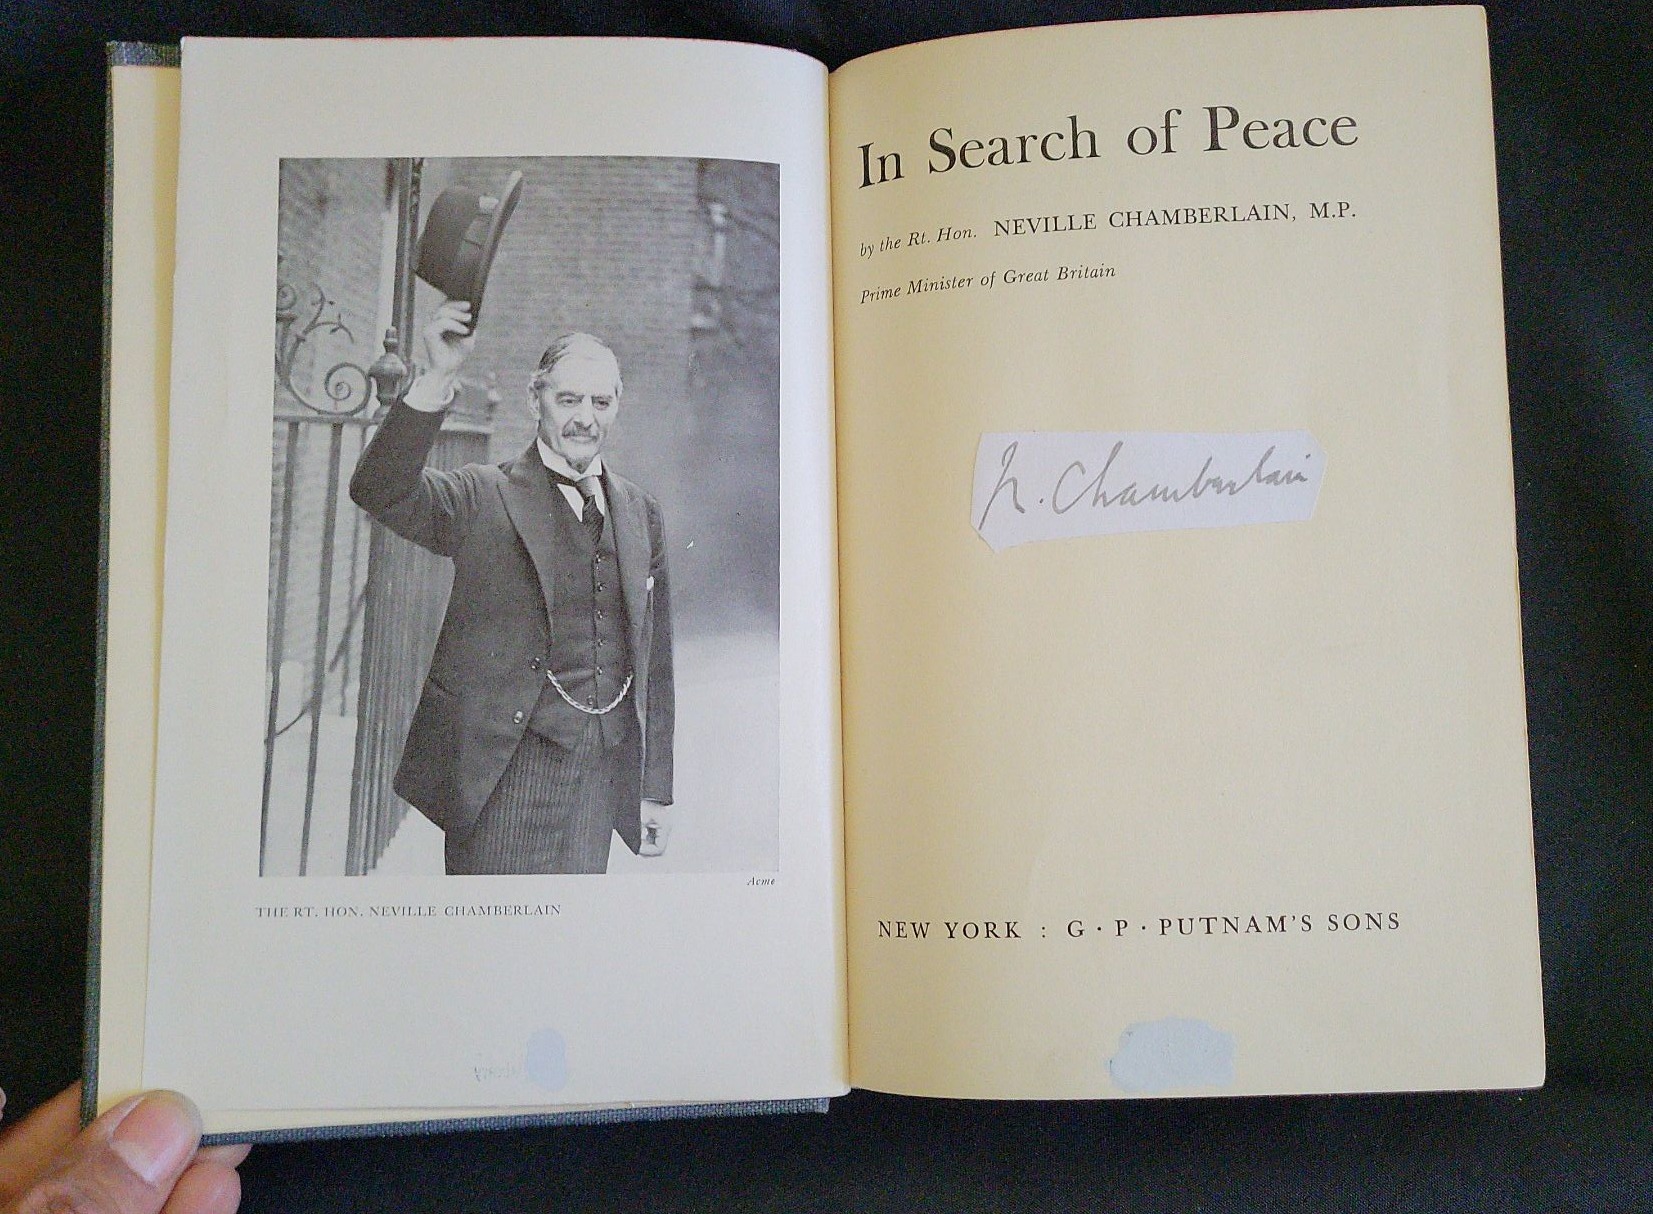 Acme
THE RT. HON. NEVILLE CHAMBERLAIN
In Search of Peace
by the Rt. Hon. NEVILLE CHAMBERLAIN, M.P.
Prime Minister of Great Britain
N. Chamberlain
NEW YORK : G · P · PUTNAM'S SONS